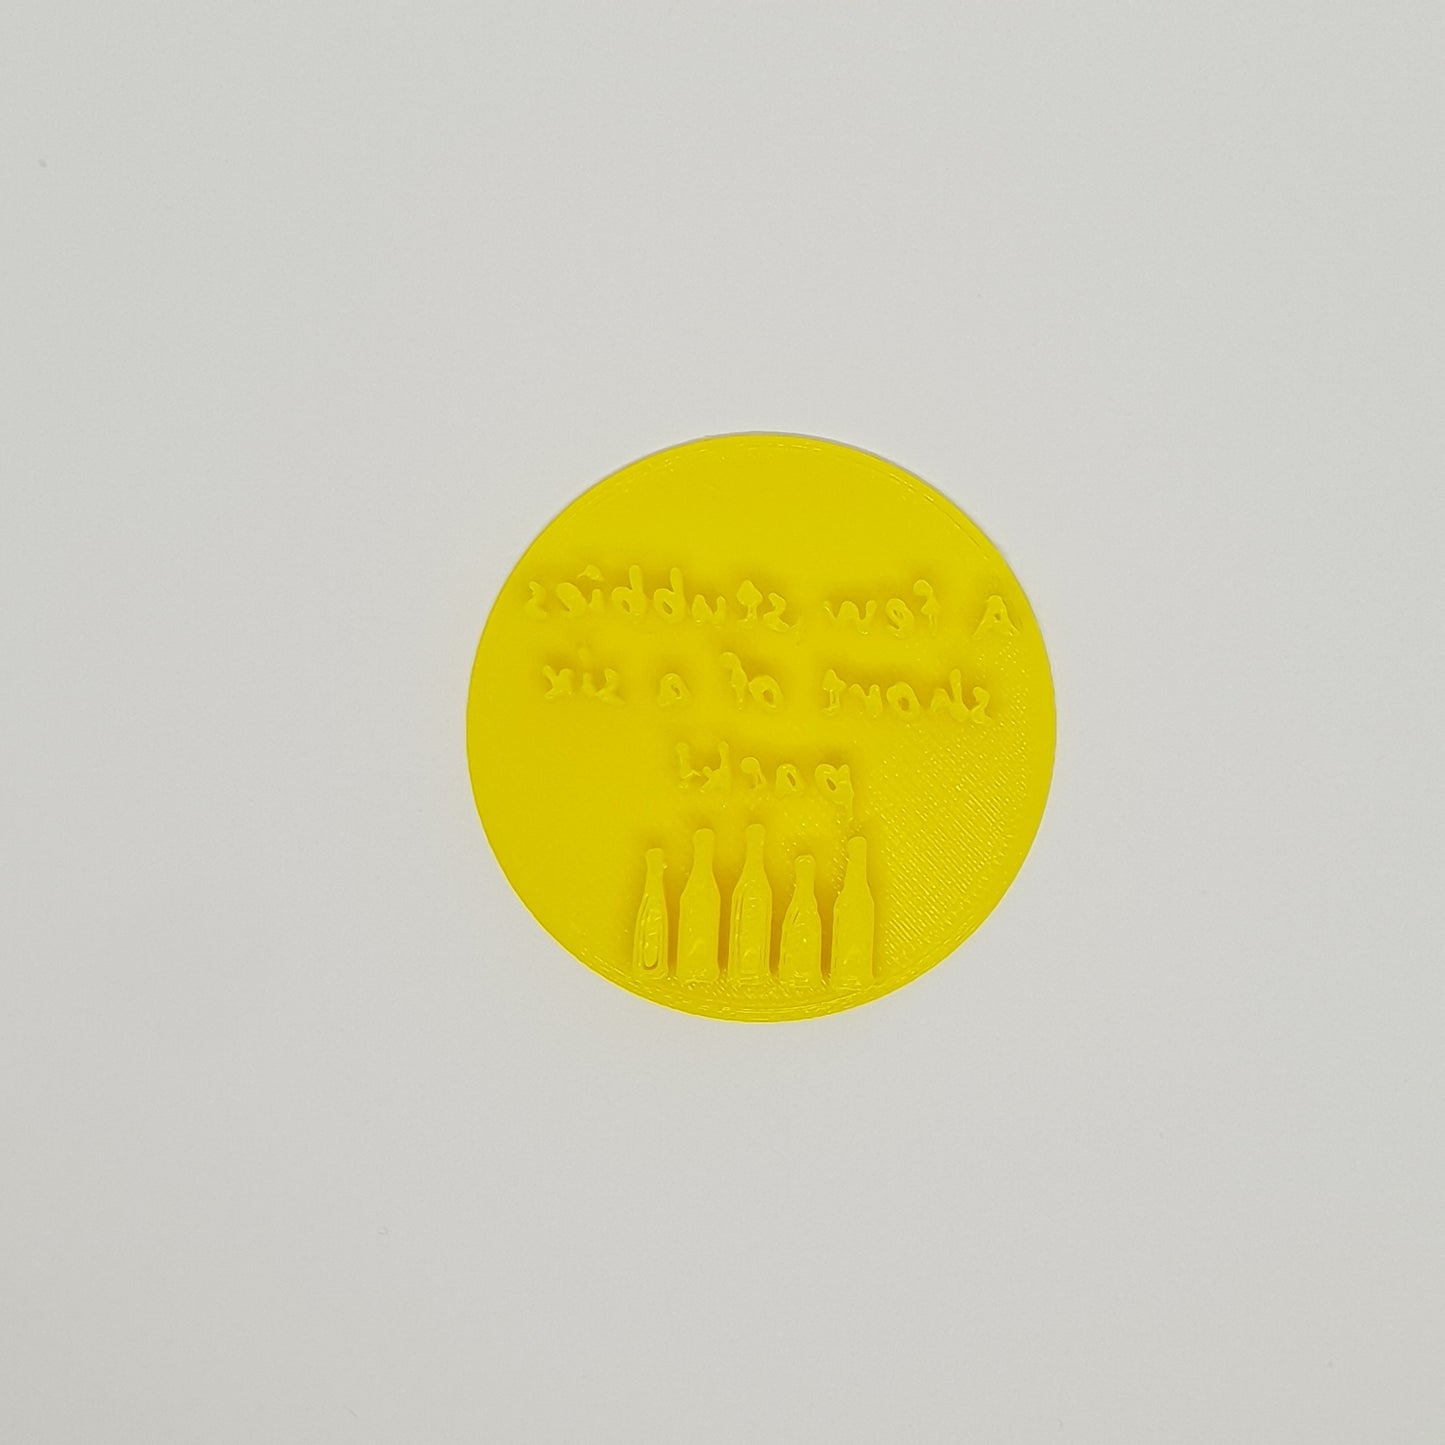 A few stubbies
short of a six
pack!